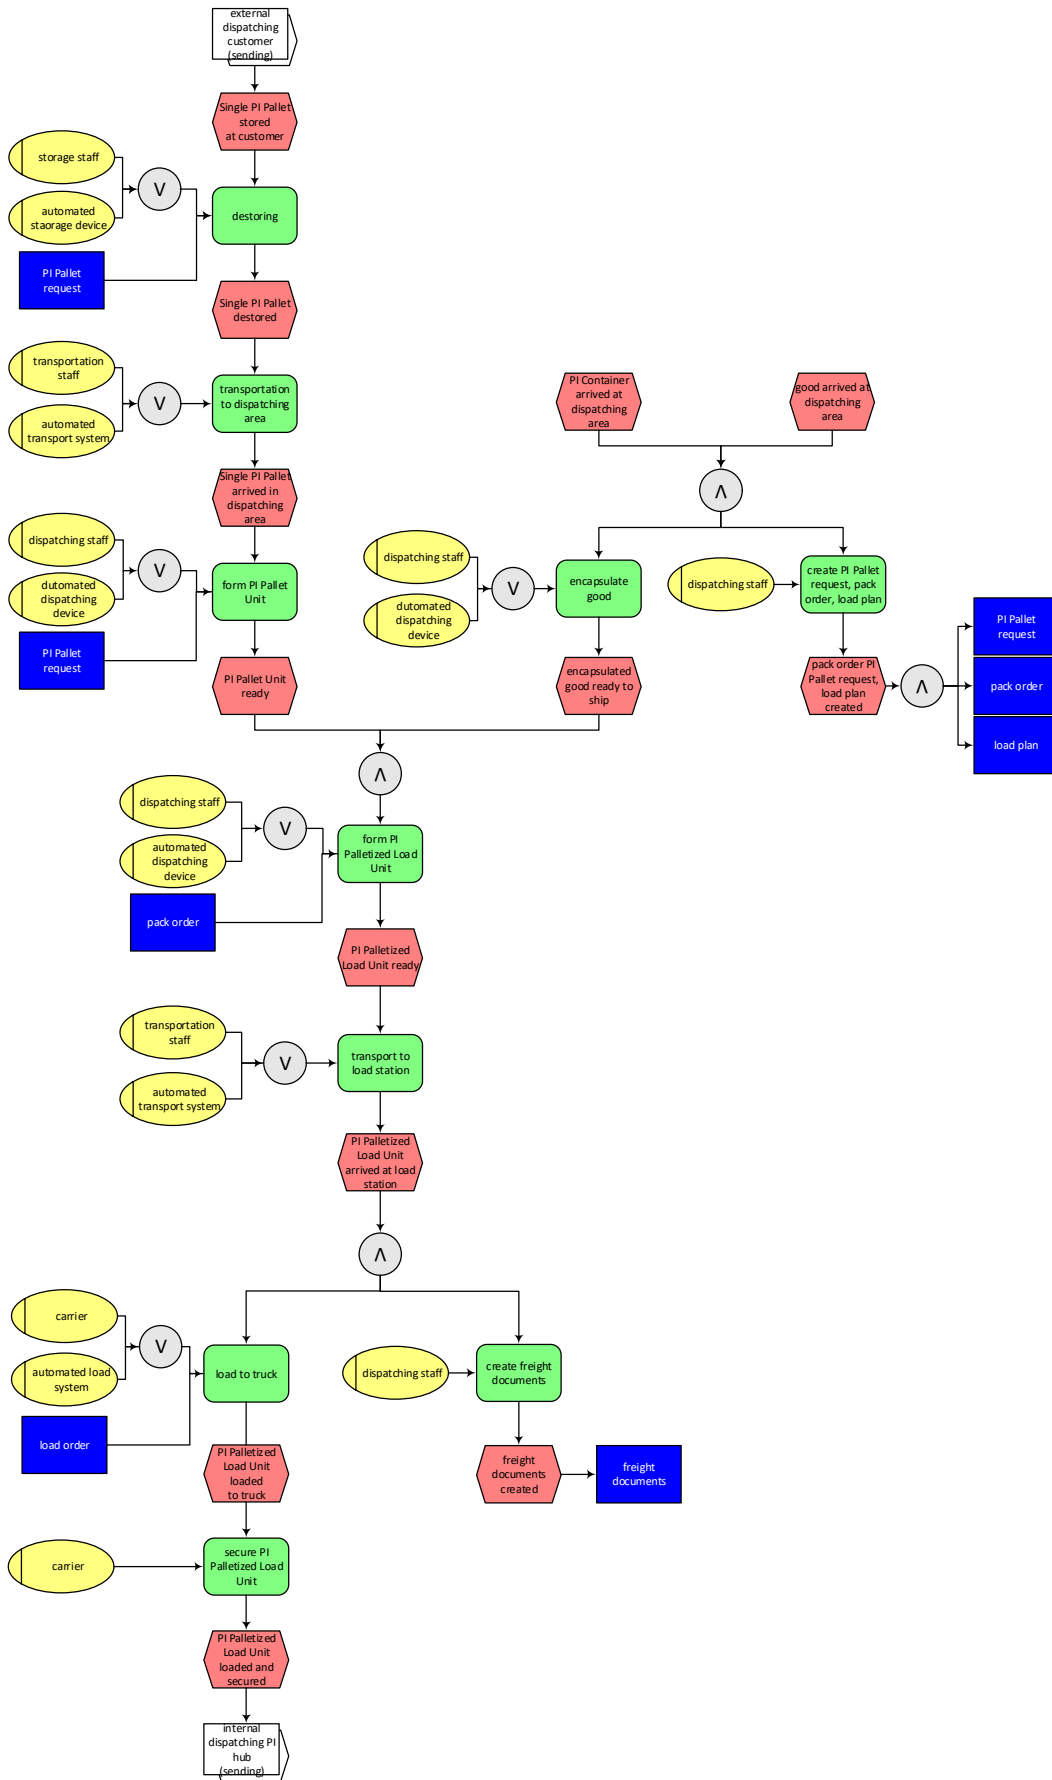 external
dispatching
customer
(sending)
Single PI Pallet
stored
at customer
storage staff
V
automated
staorage device
destoring
PI Pallet
request
Single PI Pallet
destored
transportation
staff
V
automated
transport system
transportation
to dispatching
area
PI Container
arrived at
dispatching
area
good arrived at
dispatching
area
Single PI Pallet
arrived in
dispatching
area
Λ
dispatching staff
V
dutomated
dispatching
device
form PI Pallet
Unit
PI Pallet
request
dispatching staff
V
dutomated
dispatching
device
encapsulate
good
dispatching staff
create PI Pallet
request, pack
order, load plan
PI Pallet Unit
ready
encapsulated
good ready to
ship
pack order PI
Pallet request,
load plan
created
Λ
PI Pallet
request
pack order
load plan
Λ
dispatching staff
V
automated
dispatching
device
form PI
Palletized Load
Unit
pack order
PI Palletized
Load Unit ready
transportation
staff
V
automated
transport system
transport to
load station
PI Palletized
Load Unit
arrived at load
station
Λ
carrier
V
automated load
system
load to truck
load order
dispatching staff
create freight
documents
PI Palletized
Load Unit
loaded
to truck
freight
documents
created
freight
documents
carrier
secure PI
Palletized Load
Unit
PI Palletized
Load Unit
loaded and
secured
internal
dispatching PI
hub
(sending)